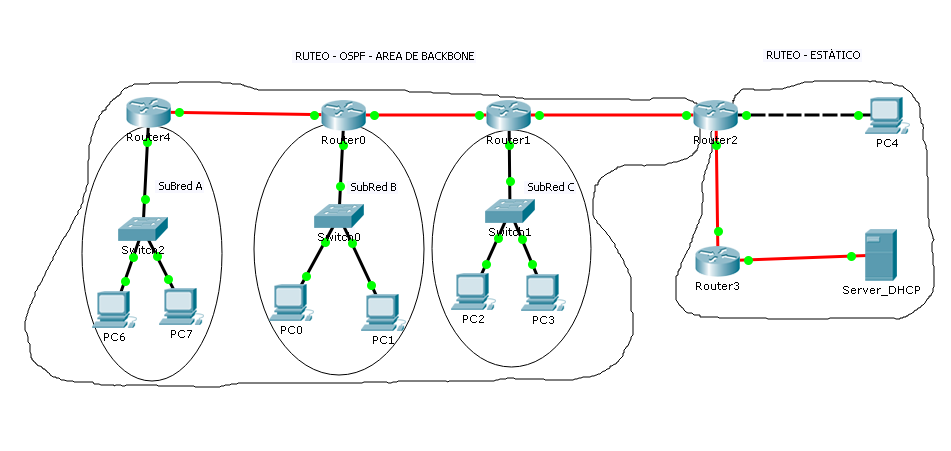 RUTEO - OSPF - AREA DE BACKBONE
RUTEO - ESTÀTICO
Router4
Router0
Router1
Router2
PC4
SuBred A
SubRed B
SubRed C
Switch2
Switch0
Switch1
Router3
Server_DHCP
PC6
PC7
PC0
PC1
PC2
PC3